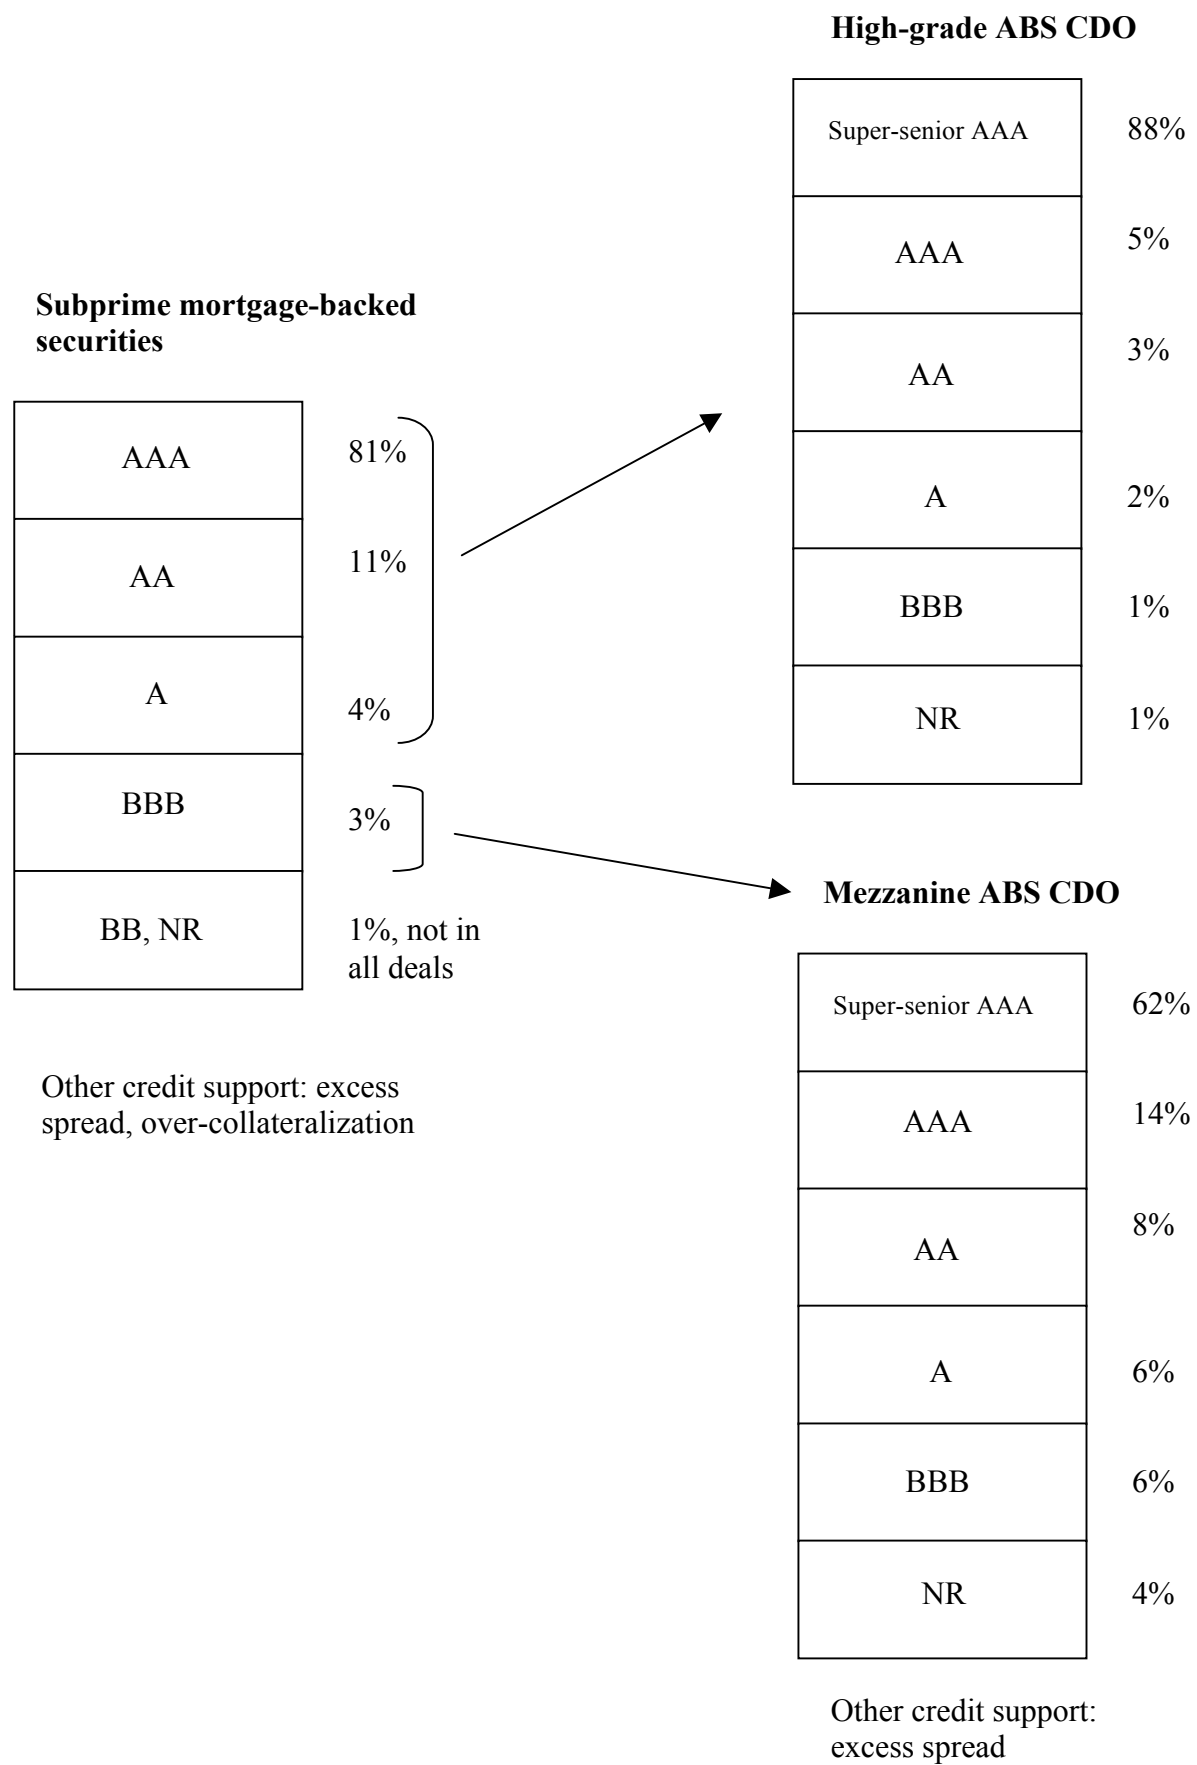 Subprime mortgage-backed
securities
AAA
81%
AA
11%
A
4%
BBB
3%
BB, NR
1%, not in
all deals
Other credit support: excess
spread, over-collateralization
High-grade ABS CDO
Super-senior AAA
88%
AAA
5%
AA
3%
A
2%
BBB
1%
NR
1%
Mezzanine ABS CDO
Super-senior AAA
62%
AAA
14%
AA
8%
A
6%
BBB
6%
NR
4%
Other credit support:
excess spread